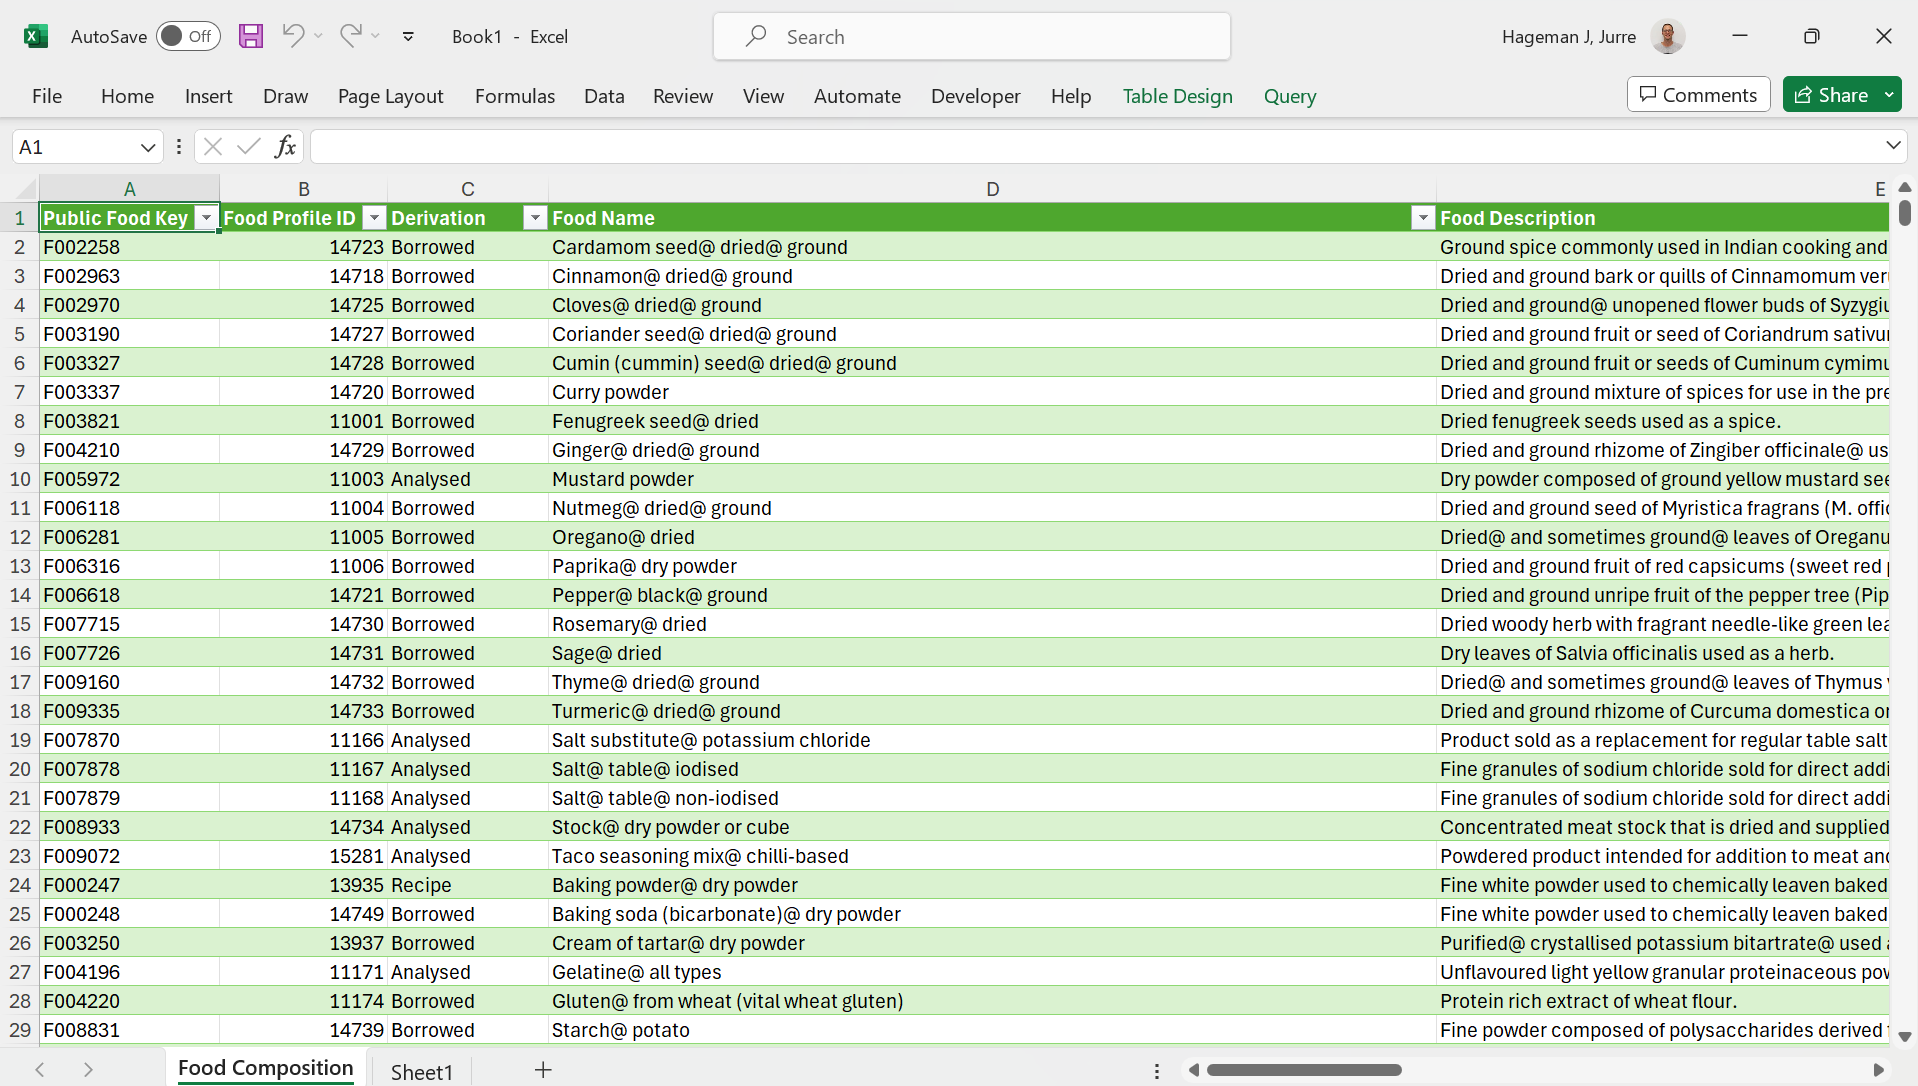 AutoSave Off Book1 - Excel Search Hageman J, Jurre
File Home Insert Draw Page Layout Formulas Data Review View Automate Developer Help Table Design Query Comments Share
A1 fx
A B C D E
1 Public Food Key Food Profile ID Derivation Food Name Food Description
2 F002258 14723 Borrowed Cardamom seed@ dried@ ground Ground spice commonly used in Indian cooking and
3 F002963 14718 Borrowed Cinnamon@ dried@ ground Dried and ground bark or quills of Cinnamomum ver
4 F002970 14725 Borrowed Cloves@ dried@ ground Dried and ground@ unopened flower buds of Syzygiu
5 F003190 14727 Borrowed Coriander seed@ dried@ ground Dried and ground fruit or seed of Coriandrum sativu
6 F003327 14728 Borrowed Cumin (cummin) seed@ dried@ ground Dried and ground fruit or seeds of Cuminum cymimu
7 F003337 14720 Borrowed Curry powder Dried and ground mixture of spices for use in the pre
8 F003821 11001 Borrowed Fenugreek seed@ dried Dried fenugreek seeds used as a spice.
9 F004210 14729 Borrowed Ginger@ dried@ ground Dried and ground rhizome of Zingiber officinale@ us
10 F005972 11003 Analysed Mustard powder Dry powder composed of ground yellow mustard see
11 F006118 11004 Borrowed Nutmeg@ dried@ ground Dried and ground seed of Myristica fragrans (M. offic
12 F006281 11005 Borrowed Oregano@ dried Dried@ and sometimes ground@ leaves of Oreganu
13 F006316 11006 Borrowed Paprika@ dry powder Dried and ground fruit of red capsicums (sweet red
14 F006618 14721 Borrowed Pepper@ black@ ground Dried and ground unripe fruit of the pepper tree (Pip
15 F007715 14730 Borrowed Rosemary@ dried Dried woody herb with fragrant needle-like green lea
16 F007726 14731 Borrowed Sage@ dried Dry leaves of Salvia officinalis used as a herb.
17 F009160 14732 Borrowed Thyme@ dried@ ground Dried@ and sometimes ground@ leaves of Thymus
18 F009335 14733 Borrowed Turmeric@ dried@ ground Dried and ground rhizome of Curcuma domestica or
19 F007870 11166 Analysed Salt substitute@ potassium chloride Product sold as a replacement for regular table salt
20 F007878 11167 Analysed Salt@ table@ iodised Fine granules of sodium chloride sold for direct addi
21 F007879 11168 Analysed Salt@ table@ non-iodised Fine granules of sodium chloride sold for direct addi
22 F008933 14734 Analysed Stock@ dry powder or cube Concentrated meat stock that is dried and supplied
23 F009072 15281 Analysed Taco seasoning mix@ chilli-based Powdered product intended for addition to meat and
24 F000247 13935 Recipe Baking powder@ dry powder Fine white powder used to chemically leaven baked
25 F000248 14749 Borrowed Baking soda (bicarbonate)@ dry powder Fine white powder used to chemically leaven baked
26 F003250 13937 Borrowed Cream of tartar@ dry powder Purified@ crystallised potassium bitartrate@ used
27 F004196 11171 Analysed Gelatine@ all types Unflavoured light yellow granular proteinaceous pow
28 F004220 11174 Borrowed Gluten@ from wheat (vital wheat gluten) Protein rich extract of wheat flour.
29 F008831 14739 Borrowed Starch@ potato Fine powder composed of polysaccharides derived
Food Composition Sheet1